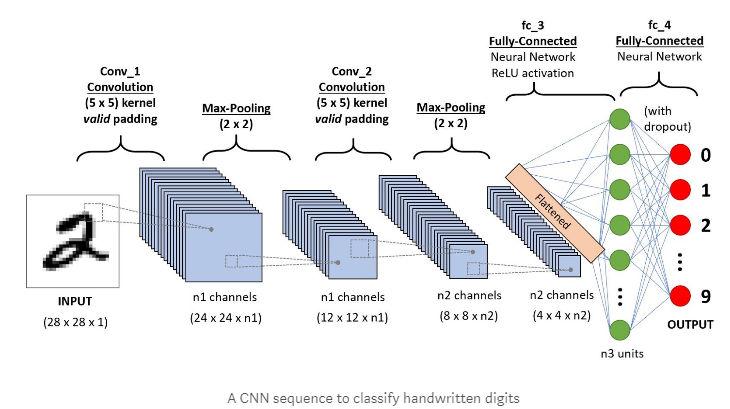 fc_3
Fully-Connected
Neural Network
ReLU activation
fc_4
Fully-Connected
Neural Network
Conv_1
Convolution
(5 x 5) kernel
valid padding
Max-Pooling
(2 x 2)
Conv_2
Convolution
(5 x 5) kernel
valid padding
Max-Pooling
(2 x 2)
(with
dropout)
2
Flattened
0
1
2
9
INPUT
(28 x 28 x 1)
n1 channels
(24 x 24 x n1)
n1 channels
(12 x 12 x n1)
n2 channels
(8 x 8 x n2)
n2 channels
(4 x 4 x n2)
n3 units
OUTPUT
A CNN sequence to classify handwritten digits